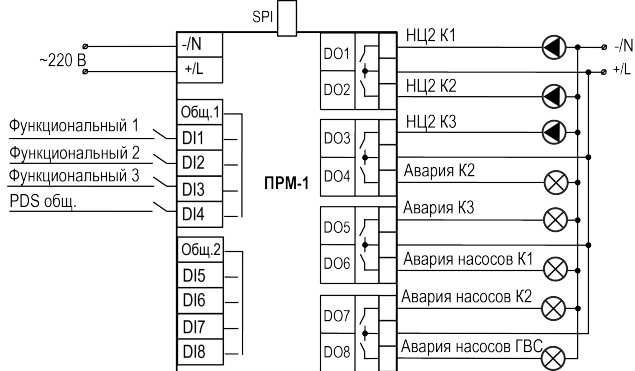 SPI
~220 В
-/N
+/L
Общ.1
Функциональный 1
DI1
Функциональный 2
DI2
Функциональный 3
DI3
PDS общ.
DI4
Общ.2
DI5
DI6
DI7
DI8
ПРМ-1
DO1
НЦ2 К1
-/N
+/L
DO2
НЦ2 К2
DO3
НЦ2 К3
DO4
Авария К2
DO5
Авария К3
DO6
Авария насосов К1
DO7
Авария насосов К2
DO8
Авария насосов ГВС